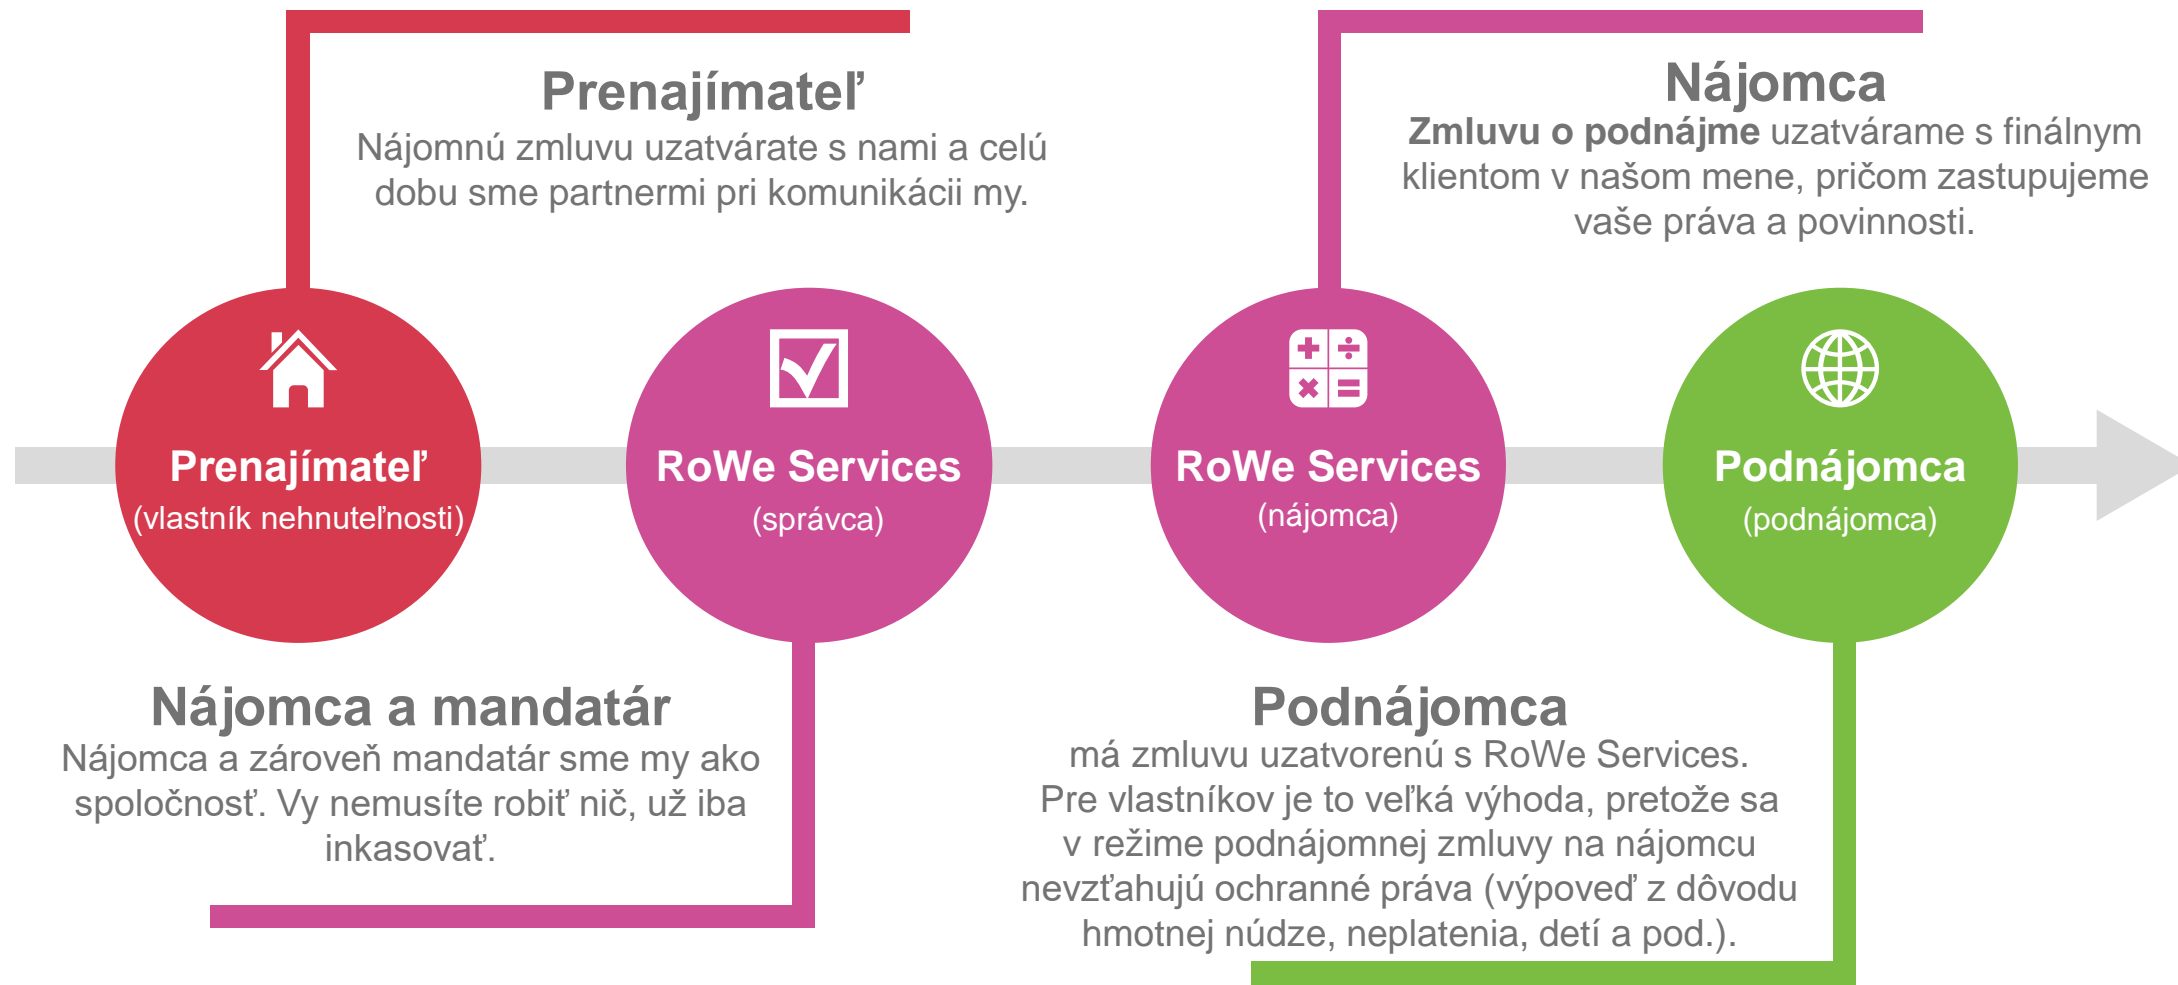 Prenajímateľ
Nájomnú zmluvu uzatvárate s nami a celú
dobu sme partnermi pri komunikácii my.
Nájomca
Zmluvu o podnájme uzatvárame s finálnym
klientom v našom mene, pričom zastupujeme
vaše práva a povinnosti.
Prenajímateľ
(vlastník nehnuteľnosti)
RoWe Services
(správca)
RoWe Services
(nájomca)
Podnájomca
(podnájomca)
Nájomca a mandatár
Nájomca a zároveň mandatár sme my ako
spoločnosť. Vy nemusíte robiť nič, už iba
inkasovať.
Podnájomca
má zmluvu uzatvorenú s RoWe Services.
Pre vlastníkov je to veľká výhoda, pretože sa
v režime podnájomnej zmluvy na nájomcu
nevzťahujú ochranné práva (výpoveď z dôvodu
hmotnej núdze, neplatenia, detí a pod.).